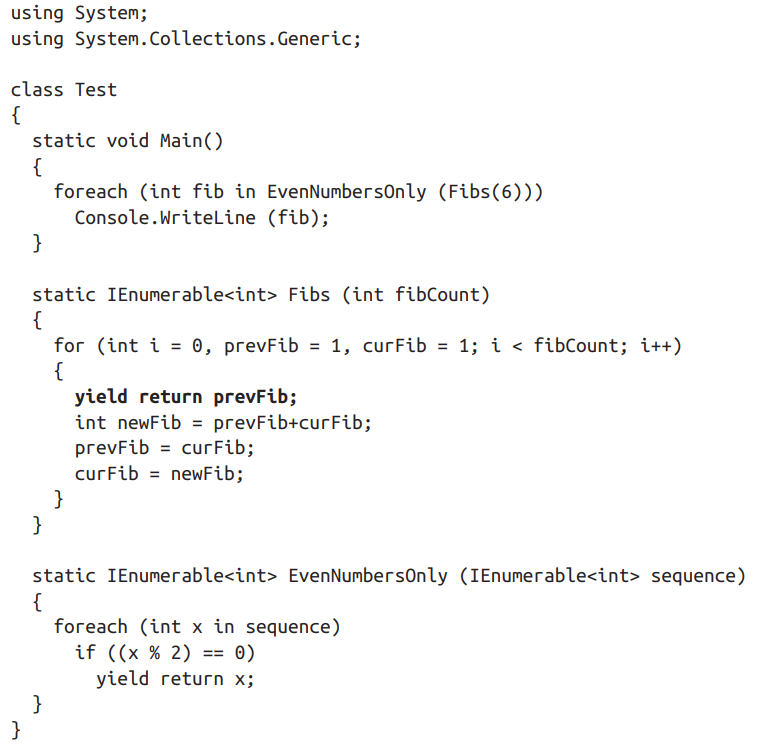 using System;
using System.Collections.Generic;

class Test
{
  static void Main()
  {
    foreach (int fib in EvenNumbersOnly (Fibs(6)))
      Console.WriteLine (fib);
  }

  static IEnumerable<int> Fibs (int fibCount)
  {
    for (int i = 0, prevFib = 1, curFib = 1; i < fibCount; i++)
    {
      yield return prevFib;
      int newFib = prevFib+curFib;
      prevFib = curFib;
      curFib = newFib;
    }
  }

  static IEnumerable<int> EvenNumbersOnly (IEnumerable<int> sequence)
  {
    foreach (int x in sequence)
      if ((x % 2) == 0)
        yield return x;
  }
}